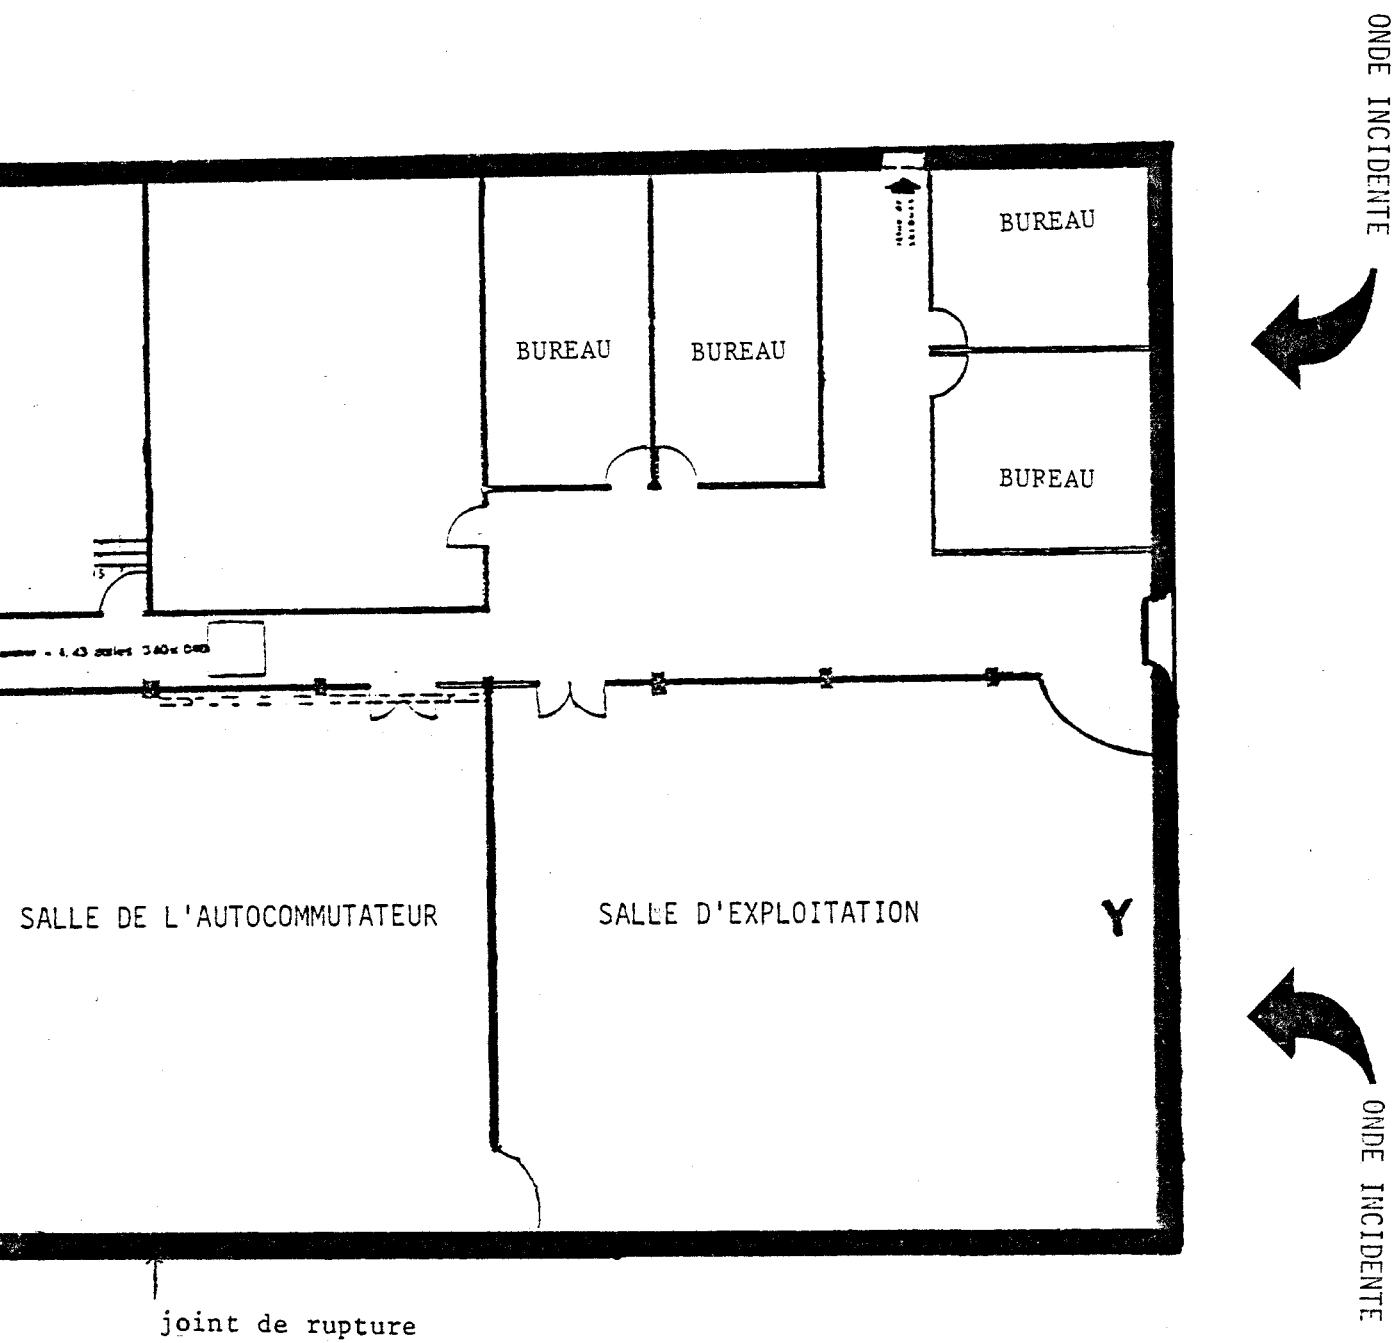 ONDE INCIDENTE
BUREAU
BUREAU
BUREAU
BUREAU
SALLE DE L'AUTOCOMMUTATEUR
SALLE D'EXPLOITATION
Y
ONDE INCIDENTE
joint de rupture